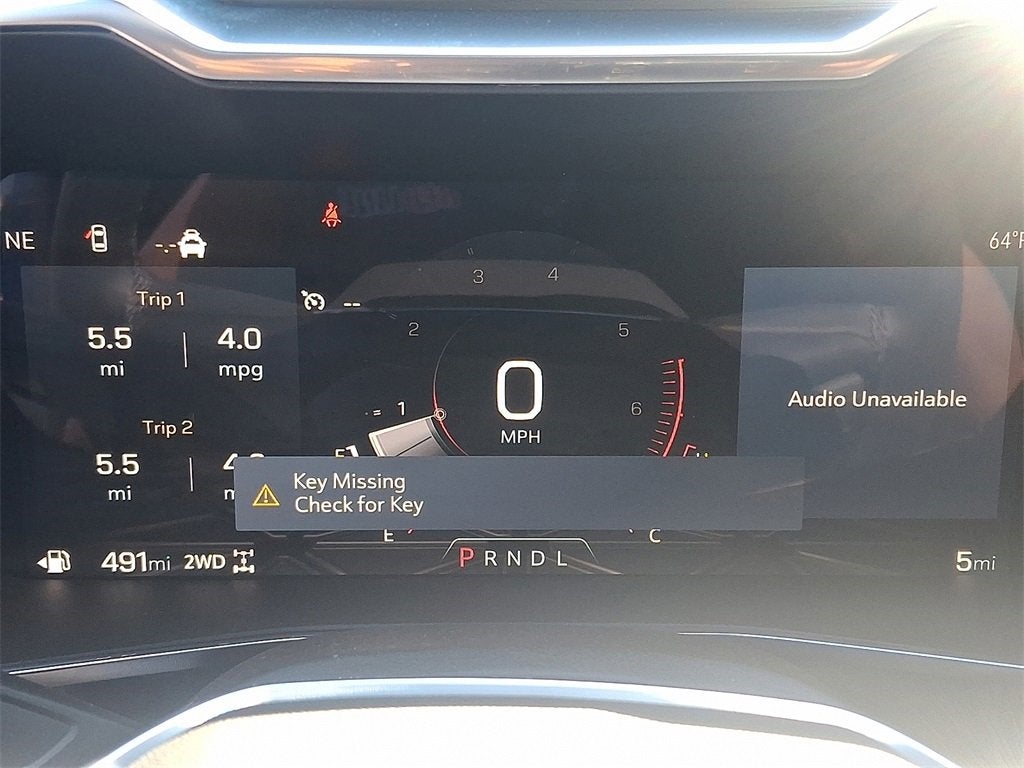 NE
64°F
Trip 1
5.5 4.0
mi mpg
-- 
3 4
2 5
1 6
0
MPH
Audio Unavailable
Trip 2
5.5
mi
Key Missing
Check for Key
E C
491mi 2WD
P R N D L
5mi